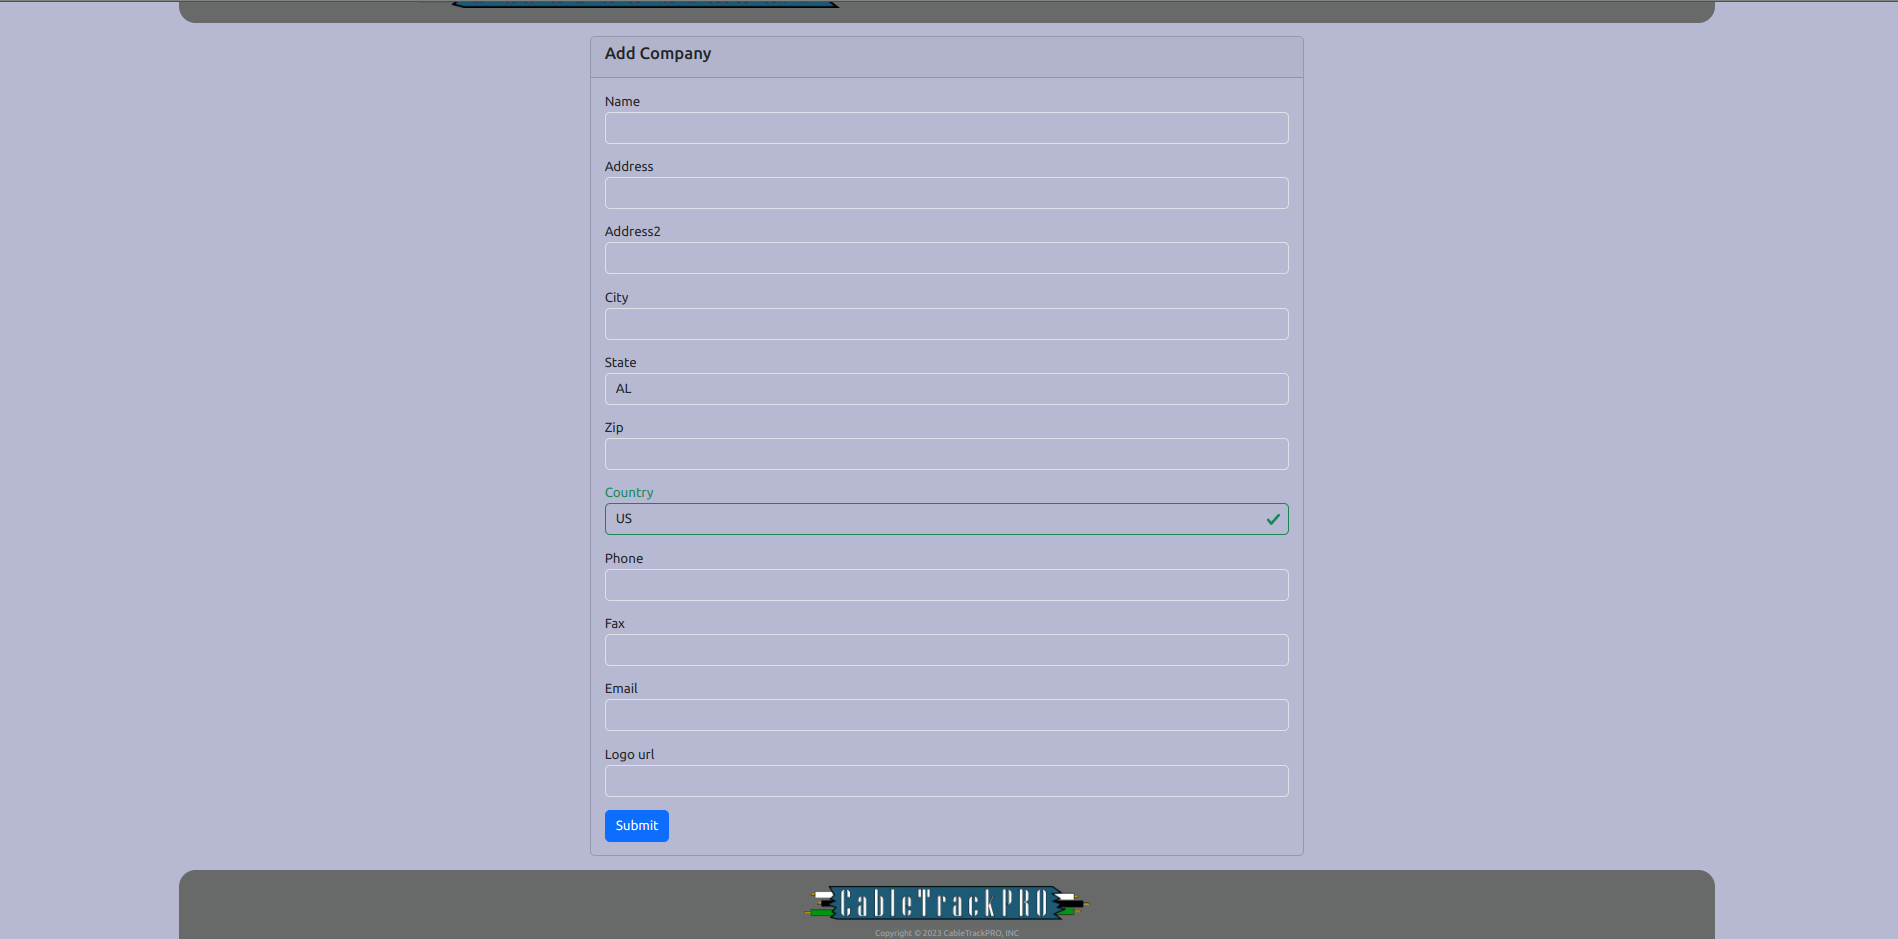 Add Company
Name
Address
Address2
City
State
AL
Zip
Country
US
Phone
Fax
Email
Logo url
Submit
CableTrackPRO
Copyright © 2023 CableTrackPRO, INC